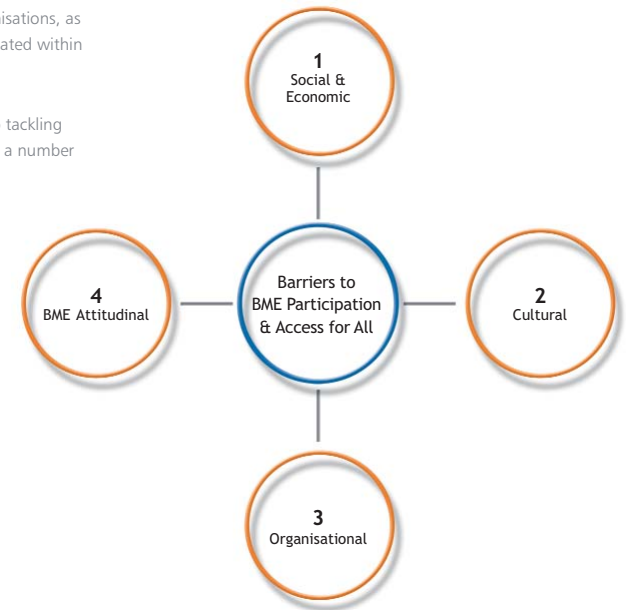 nisations, as
ated within
tackling
a number
1
Social &
Economic
4
BME Attitudinal
Barriers to
BME Participation
& Access for All
2
Cultural
3
Organisational